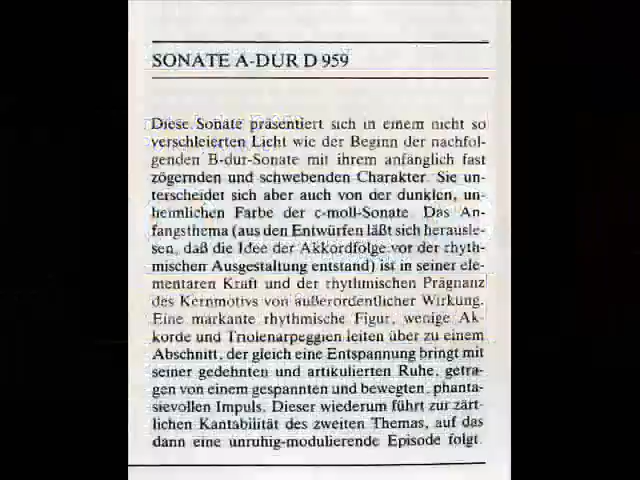 SONATE A-DUR D 959
Diese Sonate präsentiert sich in einem nicht so
verschleierten Licht wie der Beginn der nachfol-
genden B-dur-Sonate mit ihrem anfänglich fast
zögernden und schwebenden Charakter. Sie un-
terscheidet sich aber auch von der dunklen, un-
heimlichen Farbe der c-moll-Sonate. Das An-
fangsthema (aus den Entwürfen läßt sich herausle-
sen, daß die Idee der Akkordfolge vor der rhyth-
mischen Ausgestaltung entstand) ist in seiner ele-
mentaren Kraft und der rhythmischen Prägnanz
des Kernmotivs von außerordentlicher Wirkung.
Eine markante rhythmische Figur, wenige Ak-
korde und Triolenarpeggien leiten über zu einem
Abschnitt, der gleich eine Entspannung bringt mit
seiner gedehnten und artikulierten Ruhe, getra-
gen von einem gespannten und bewegten, phanta-
sievollen Impuls. Dieser wiederum führt zur zärt-
lichen Kantabilität des zweiten Themas, auf das
dann eine unruhig-modulierende Episode folgt.